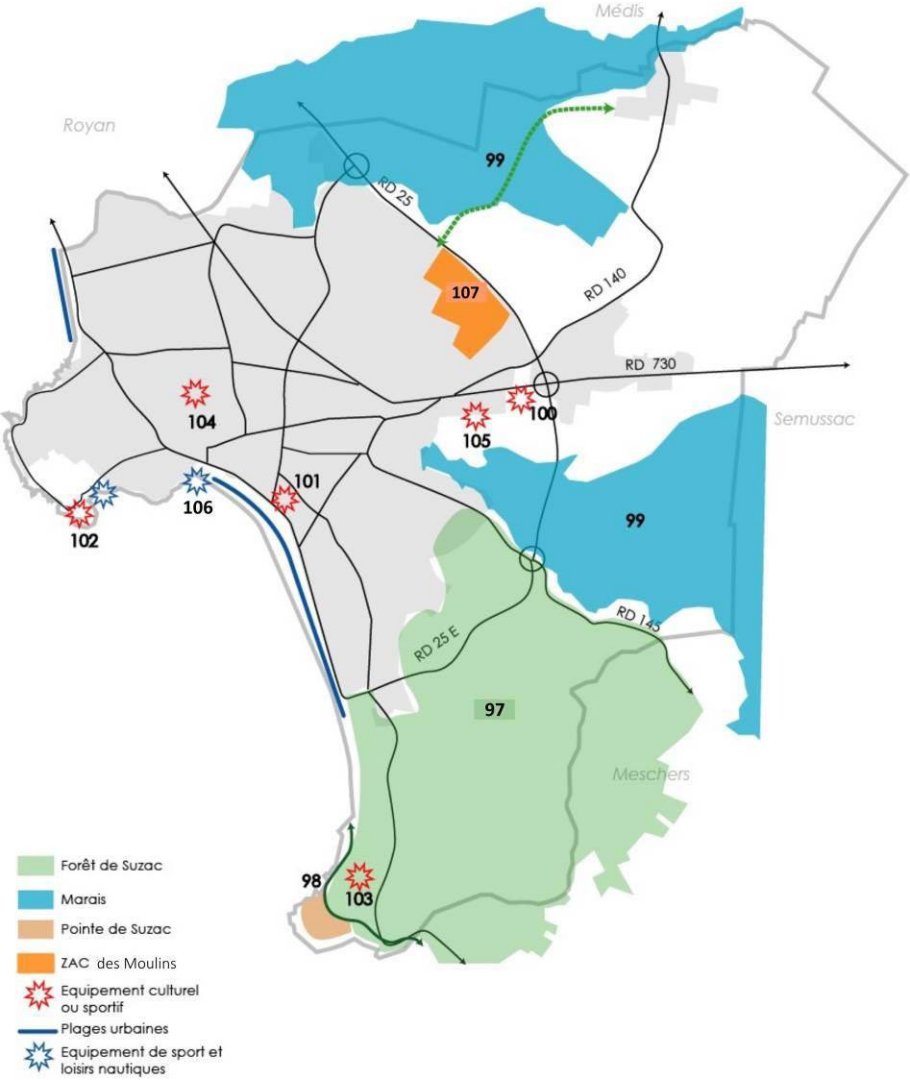 Médis
Royan
99
RD 25
107
RD 140
RD 730
104
100
105
Semussac
101
106
102
99
RD 145
RD 25 E
97
Meschers
98
103
Forêt de Suzac
Marais
Pointe de Suzac
ZAC des Moulins
Equipement culturel
ou sportif
Plages urbaines
Equipement de sport et
loisirs nautiques